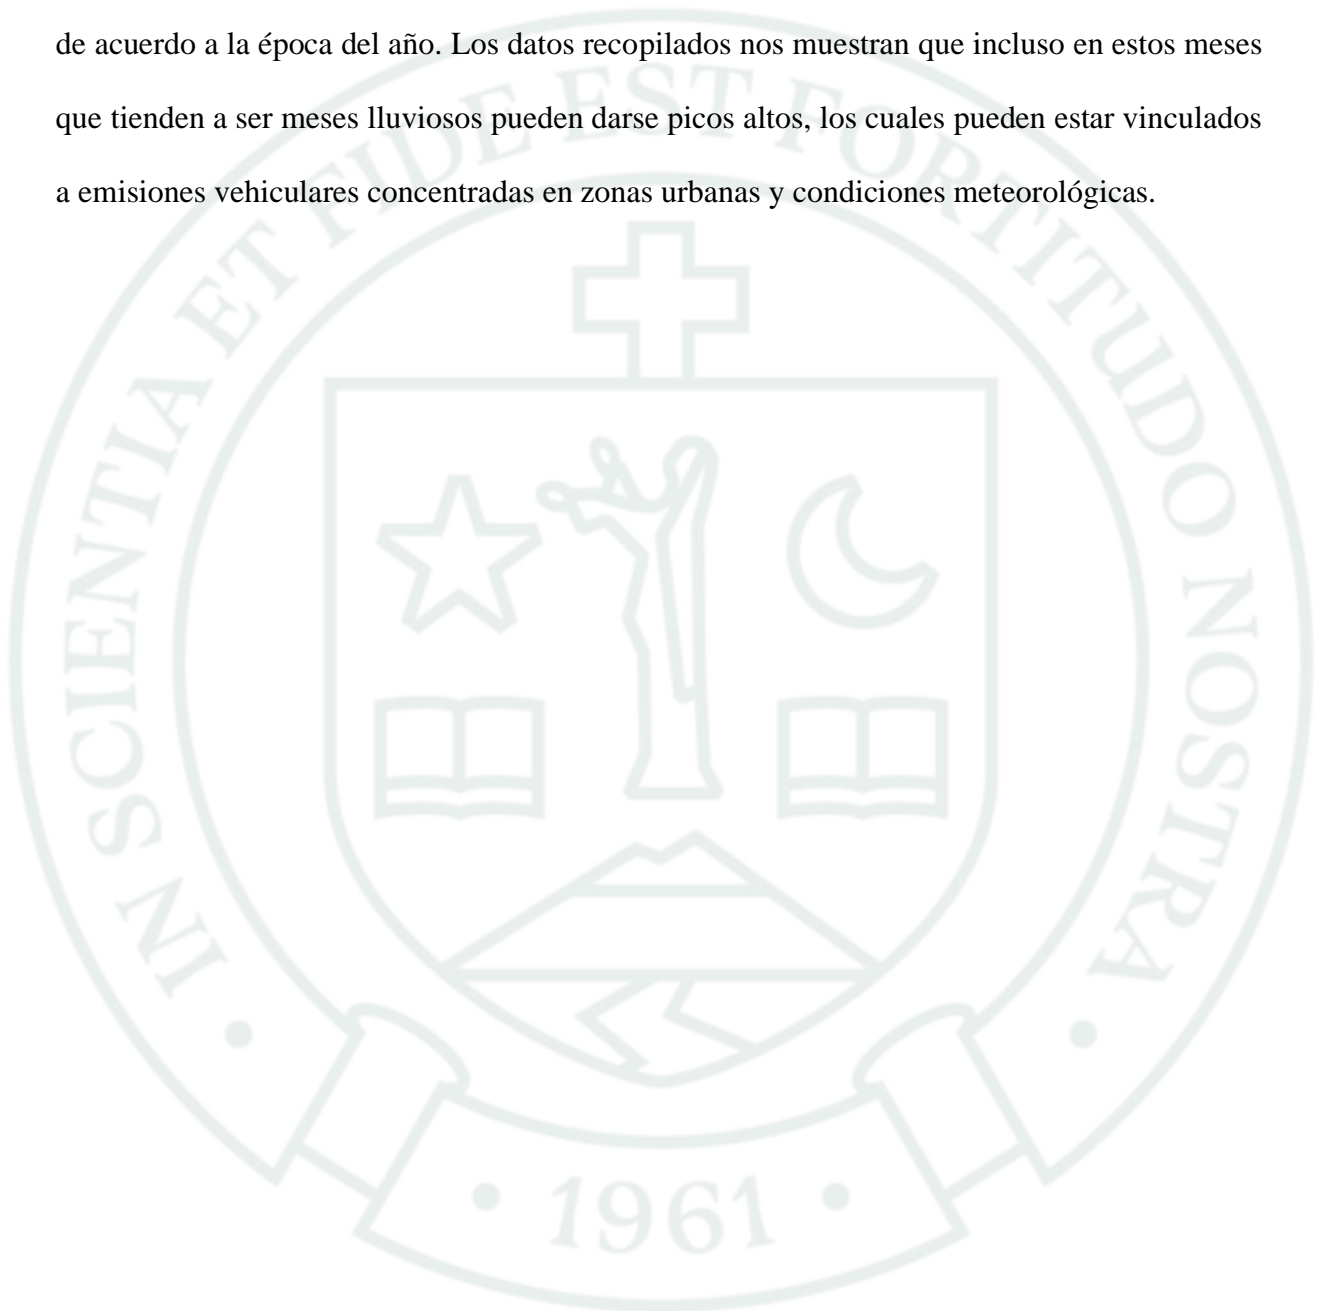 de acuerdo a la época del año. Los datos recopilados nos muestran que incluso en estos meses
que tienden a ser meses lluviosos pueden darse picos altos, los cuales pueden estar vinculados
a emisiones vehiculares concentradas en zonas urbanas y condiciones meteorológicas.
IN SCIENTIA ET FIDE EST FORTITUDO NOSTRA
1961